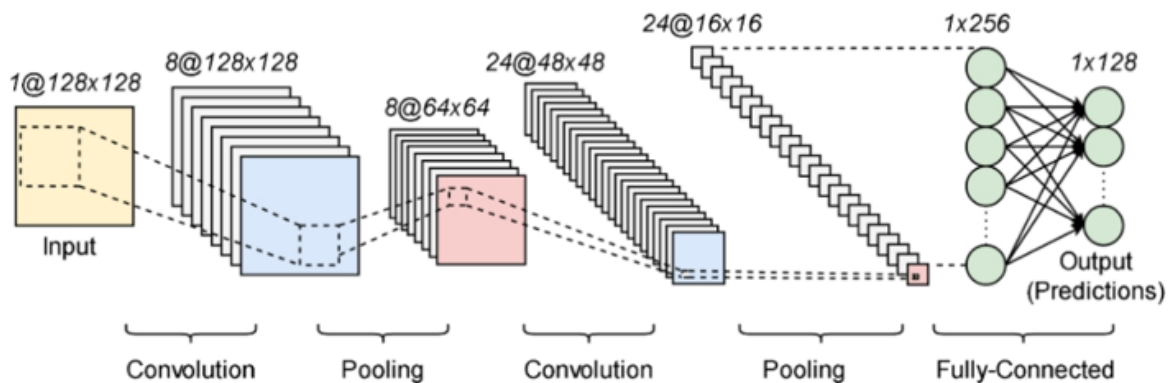 1@128x128
8@128x128
8@64x64
24@48x48
24@16x16
1x256
1x128
Input
Output
(Predictions)
Convolution
Pooling
Convolution
Pooling
Fully-Connected